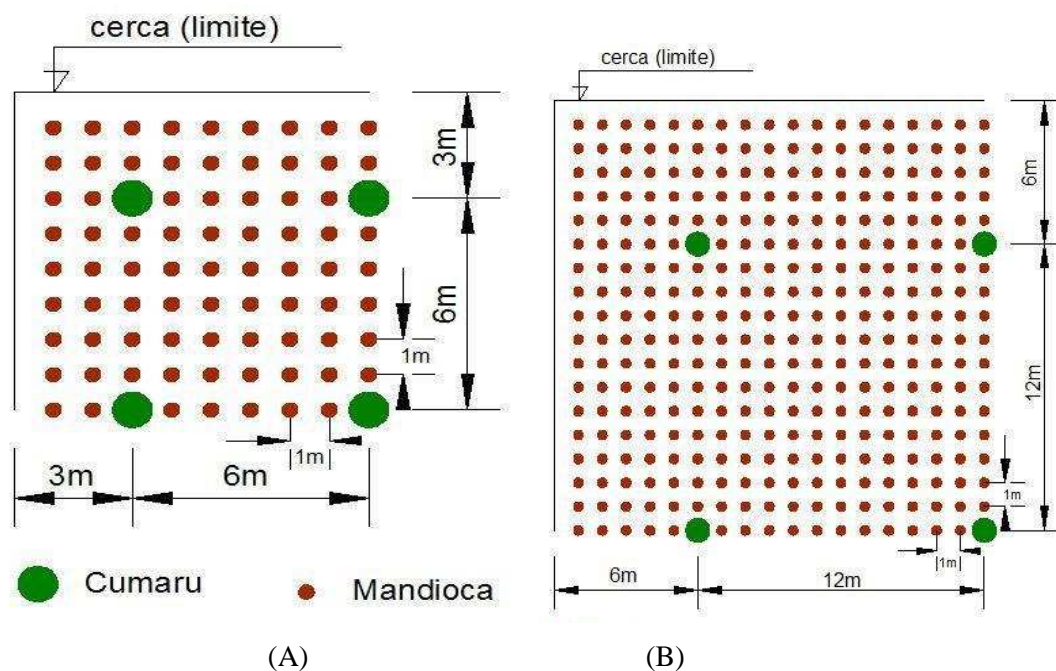 cerca (limite)
3m
6m
1m
1m
3m
6m
Cumaru
Mandioca
(A)
cerca (limite)
6m
12m
1m
1m
6m
12m
(B)